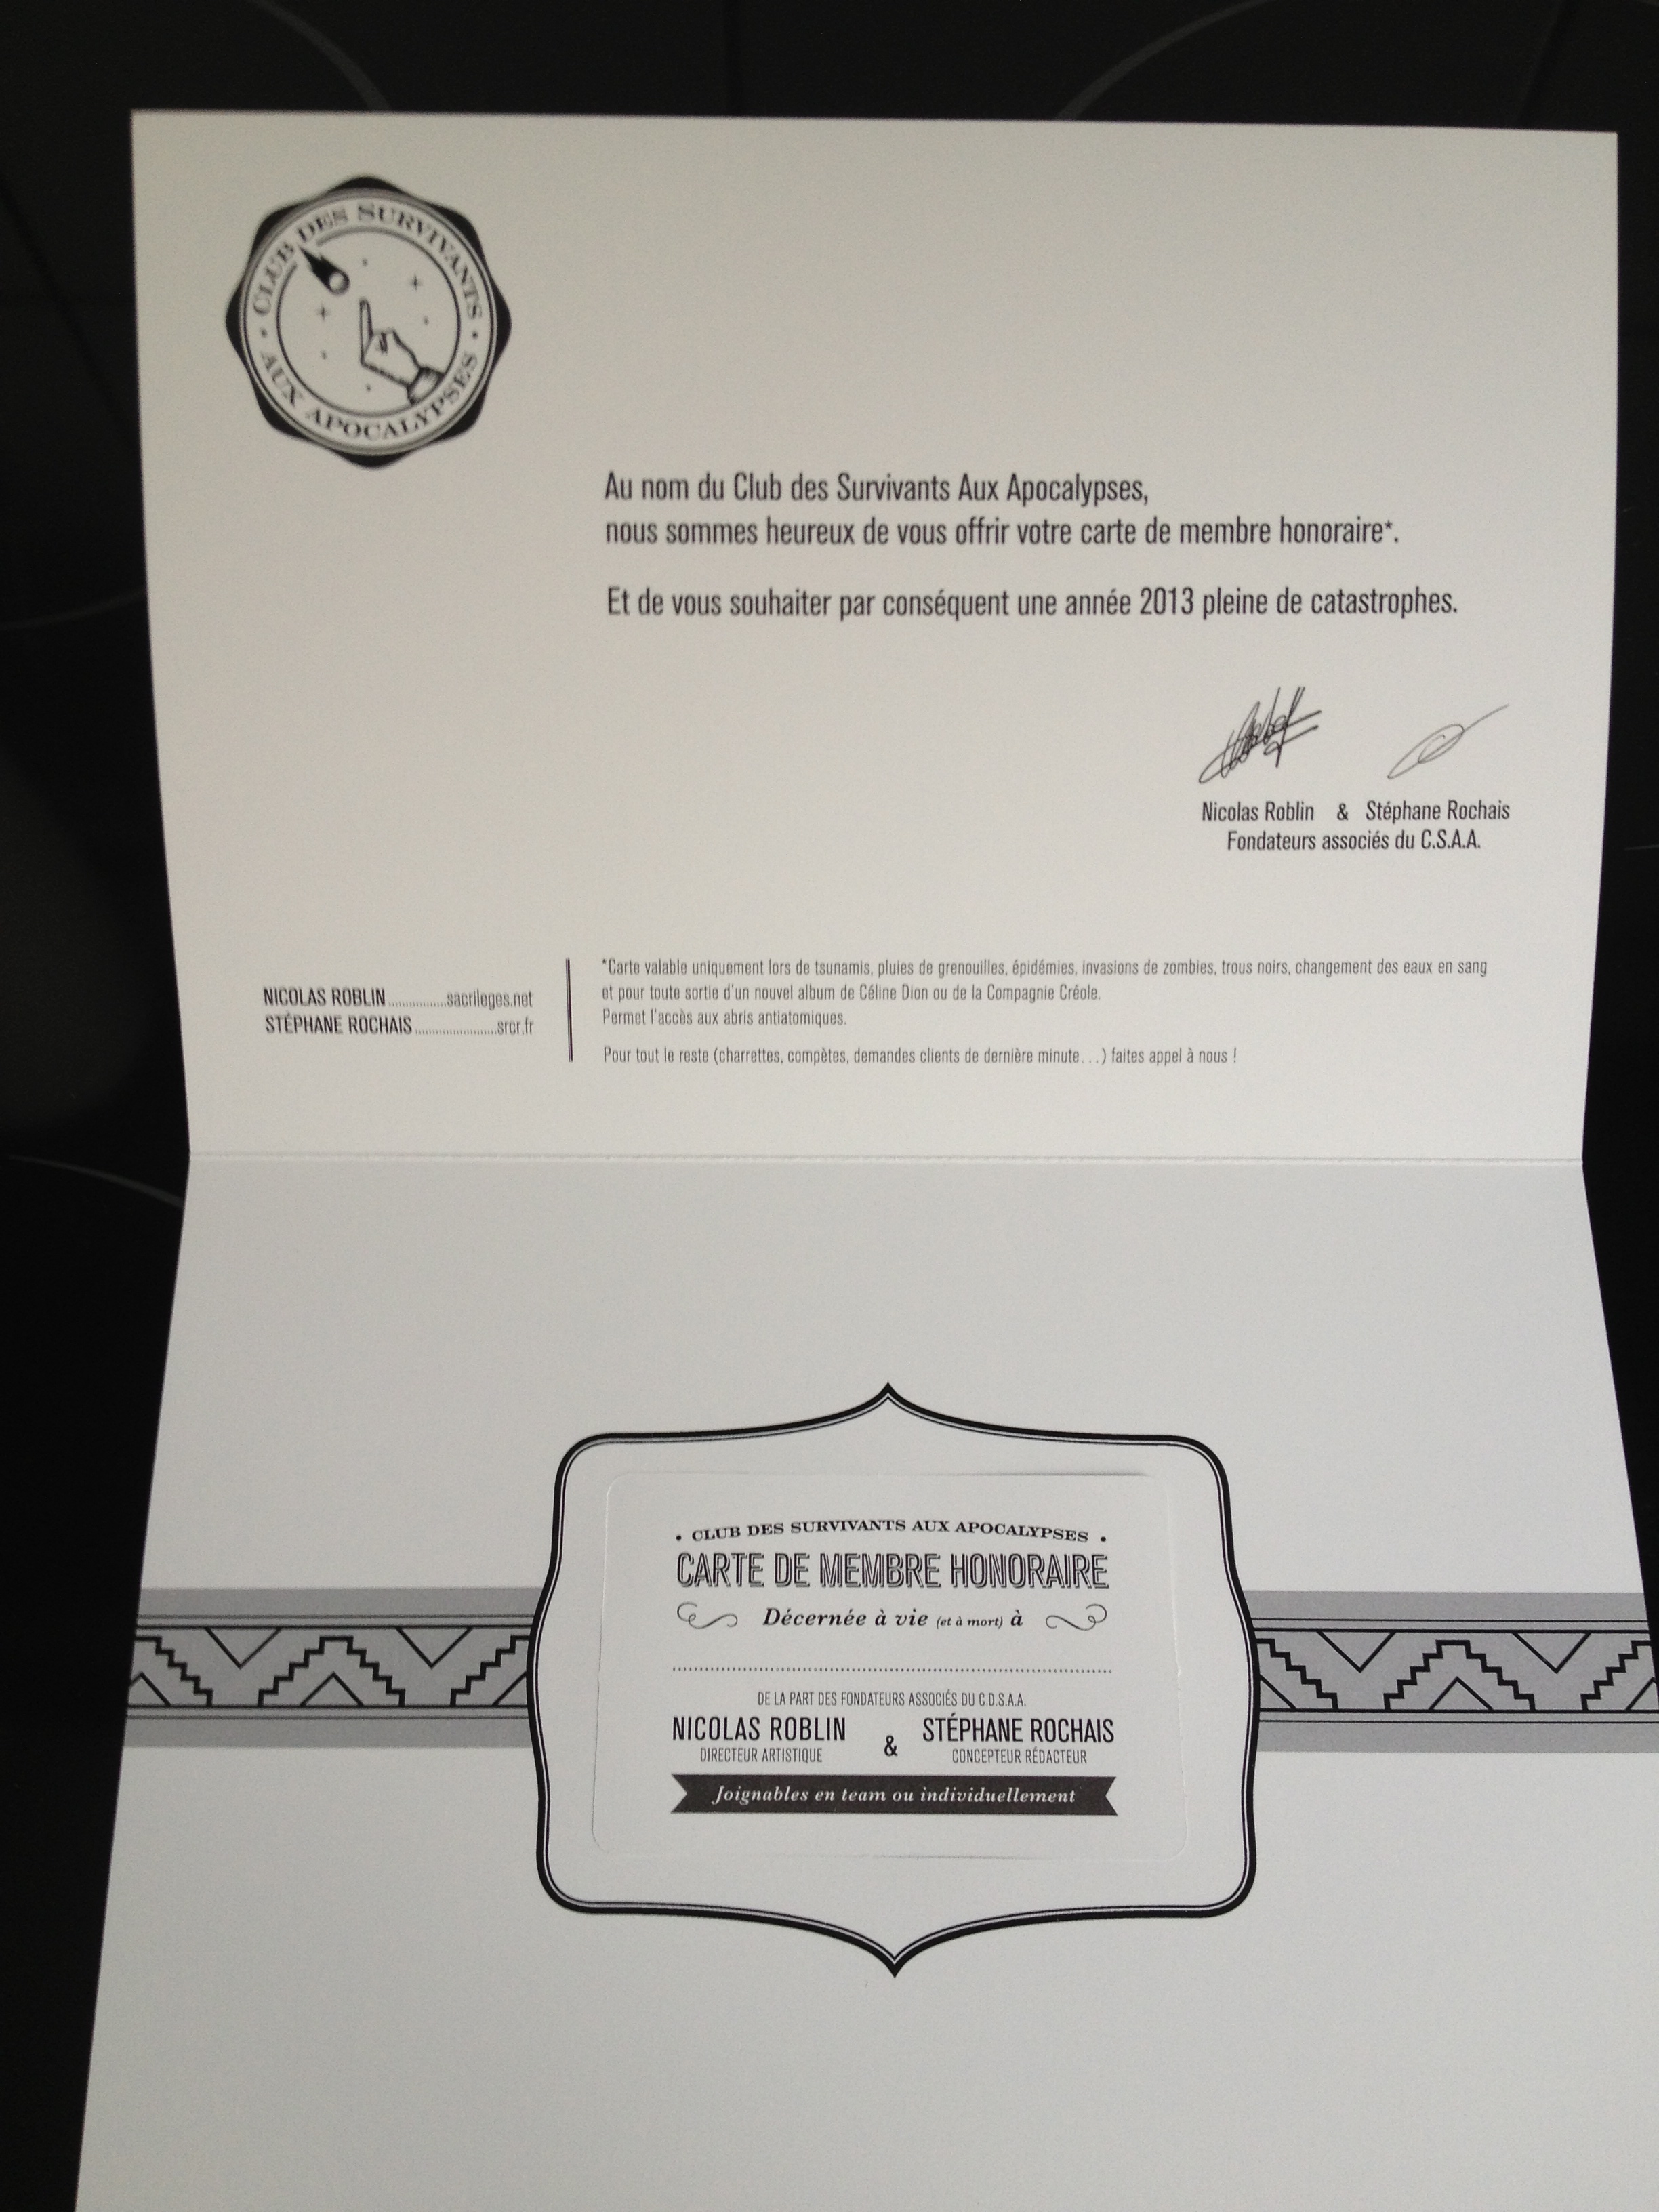 CLUB DES SURVIVANTS
AUX APOCALYPSES
Au nom du Club des Survivants Aux Apocalypses,
nous sommes heureux de vous offrir votre carte de membre honoraire*.
Et de vous souhaiter par conséquent une année 2013 pleine de catastrophes.
Nicolas Roblin & Stéphane Rochais
Fondateurs associés du C.S.A.A.
NICOLAS ROBLIN................sacrileges.net
STÉPHANE ROCHAIS.......................srcr.fr
*Carte valable uniquement lors de tsunamis, pluies de grenouilles, épidémies, invasions de zombies, trous noirs, changement des eaux en sang
et pour toute sortie d'un nouvel album de Céline Dion ou de la Compagnie Créole.
Permet l'accès aux abris antiatomiques.
Pour tout le reste (charrettes, compètes, demandes clients de dernière minute...) faites appel à nous !
• CLUB DES SURVIVANTS AUX APOCALYPSES •
CARTE DE MEMBRE HONORAIRE
Décernée à vie (et à mort) à
DE LA PART DES FONDATEURS ASSOCIÉS DU C.D.S.A.A.
NICOLAS ROBLIN & STÉPHANE ROCHAIS
DIRECTEUR ARTISTIQUE CONCEPTEUR RÉDACTEUR
Joignables en team ou individuellement